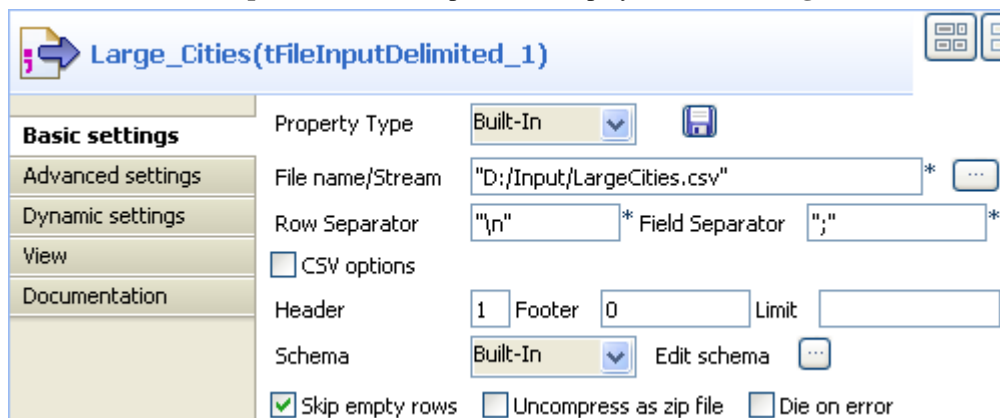 Large_Cities(tFileInputDelimited_1)
Basic settings
Advanced settings
Dynamic settings
View
Documentation
Property Type Built-In
File name/Stream "D:/Input/LargeCities.csv" * ...
Row Separator "\n" * Field Separator ";" *
CSV options
Header 1 Footer 0 Limit
Schema Built-In Edit schema ...
Skip empty rows Uncompress as zip file Die on error